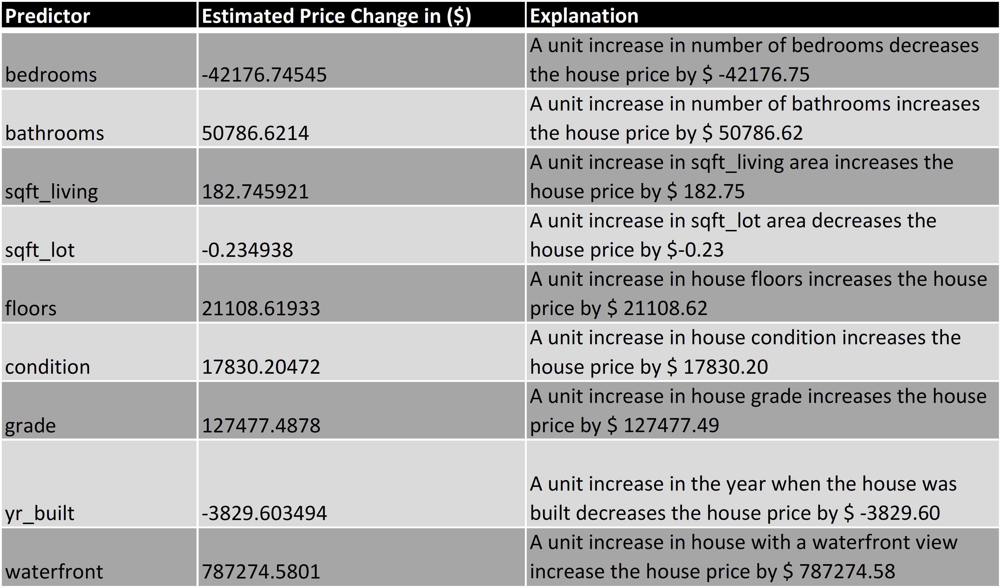 Predictor Estimated Price Change in ($) Explanation
A unit increase in number of bedrooms decreases
bedrooms -42176.74545 the house price by $ -42176.75
A unit increase in number of bathrooms increases
bathrooms 50786.6214 the house price by $ 50786.62
A unit increase in sqft_living area increases the
sqft_living 182.745921 house price by $ 182.75
A unit increase in sqft_lot area decreases the
sqft_lot -0.234938 house price by $-0.23
A unit increase in house floors increases the house
floors 21108.61933 price by $ 21108.62
A unit increase in house condition increases the
condition 17830.20472 house price by $ 17830.20
A unit increase in house grade increases the house
grade 127477.4878 price by $ 127477.49
A unit increase in the year when the house was
yr_built -3829.603494 built decreases the house price by $ -3829.60
A unit increase in house with a waterfront view
waterfront 787274.5801 increase the house price by $ 787274.58